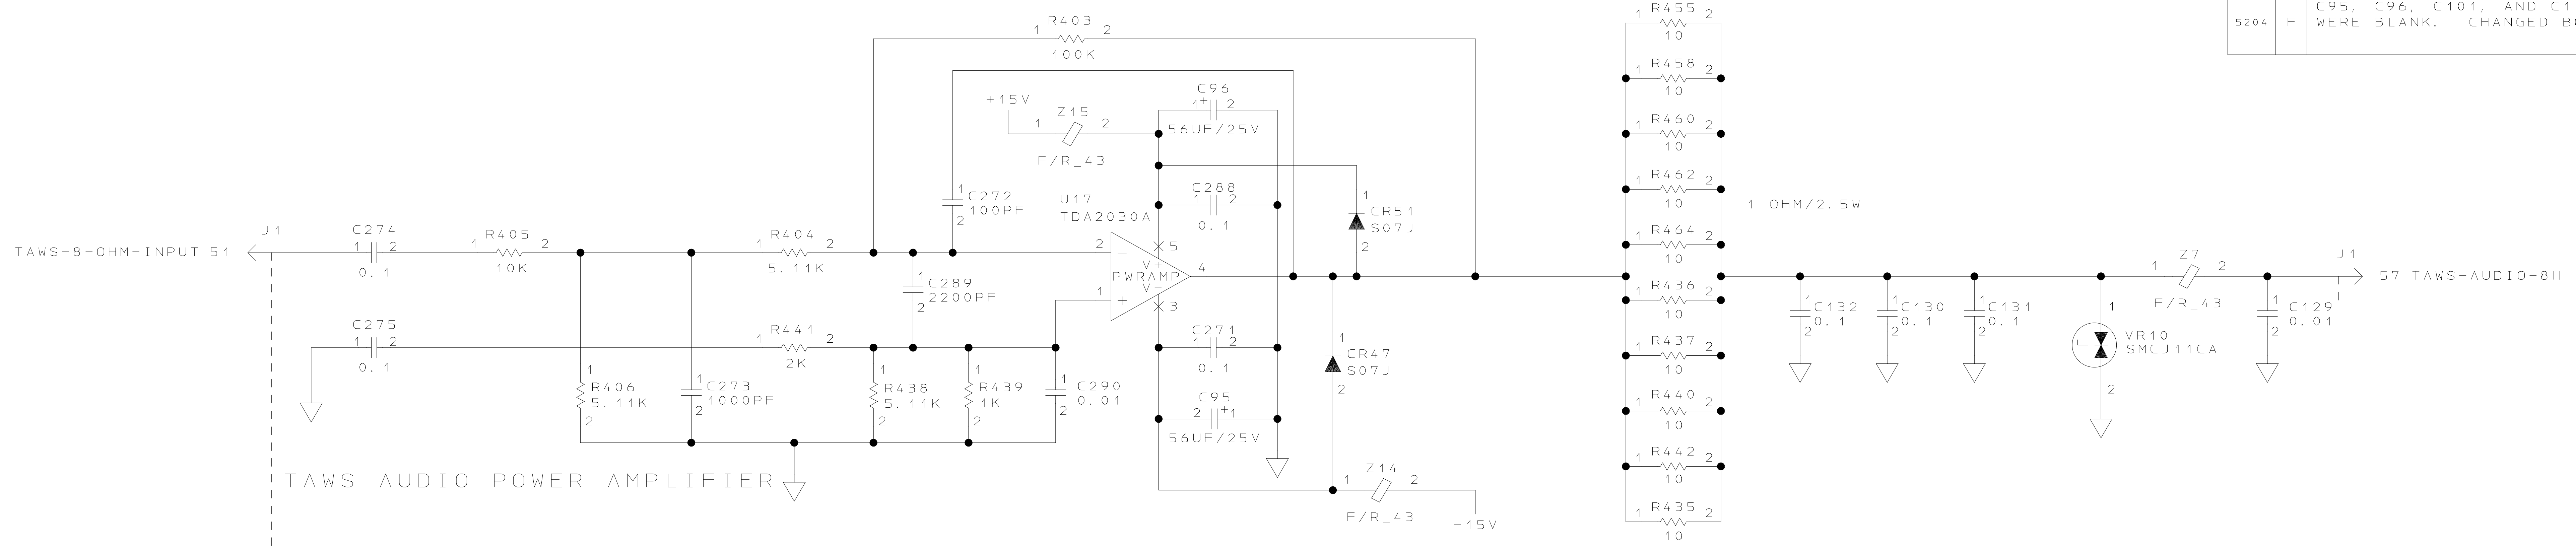 5204 F C95, C96, C101, AND C1
WERE BLANK. CHANGED B
TAWS-8-OHM-INPUT 51
J1
1 C274 2
0.1
1 R405 2
10K
1 C275 2
0.1
1 R406 2
5.11K
1 C273 2
1000PF
1 R404 2
5.11K
1 R441 2
2K
1 R438 2
5.11K
1 R439 2
1K
1 C290 2
0.01
1 C289 2
2200PF
1 C272 2
100PF
1 R403 2
100K
+15V
1 Z15 2
F/R_43
C96
1+ 2
56UF/25V
1 C288 2
0.1
U17
TDA2030A
2 -
1 +
5
V+
PWRAMP
V-
3
4
1 C271 2
0.1
C95
2 +1
56UF/25V
1
CR51
S07J
2
1
CR47
S07J
2
1 Z14 2
F/R_43
-15V
TAWS AUDIO POWER AMPLIFIER
1 R455 2
10
1 R458 2
10
1 R460 2
10
1 R462 2
10
1 R464 2
10
1 R436 2
10
1 R437 2
10
1 R440 2
10
1 R442 2
10
1 R435 2
10
1 OHM/2.5W
1 C132 2
0.1
1 C130 2
0.1
1 C131 2
0.1
1
VR10
SMCJ11CA
2
1 Z7 2
F/R_43
1 C129 2
0.01
J1
57 TAWS-AUDIO-8H